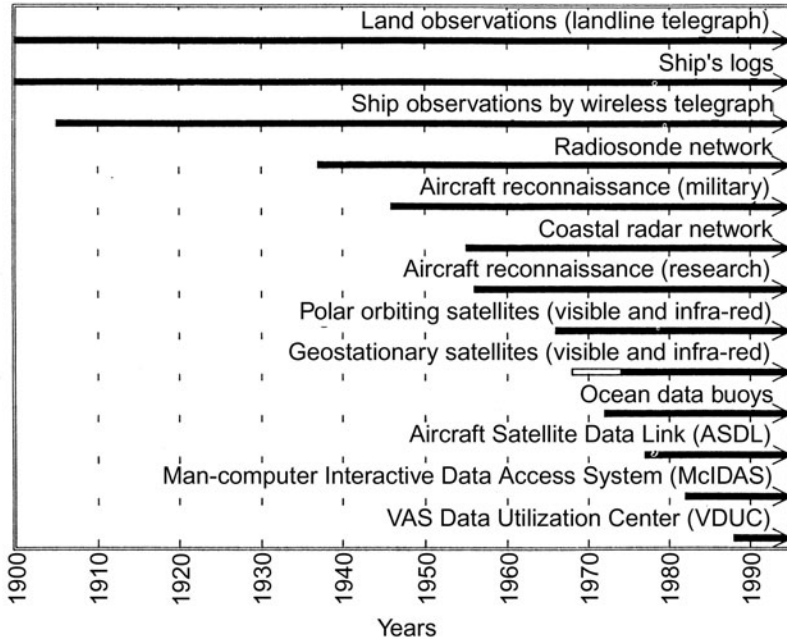 Land observations (landline telegraph)
Ship's logs
Ship observations by wireless telegraph
Radiosonde network
Aircraft reconnaissance (military)
Coastal radar network
Aircraft reconnaissance (research)
Polar orbiting satellites (visible and infra-red)
Geostationary satellites (visible and infra-red)
Ocean data buoys
Aircraft Satellite Data Link (ASDL)
Man-computer Interactive Data Access System (McIDAS)
VAS Data Utilization Center (VDUC)
1900 1910 1920 1930 1940 1950 1960 1970 1980 1990
Years